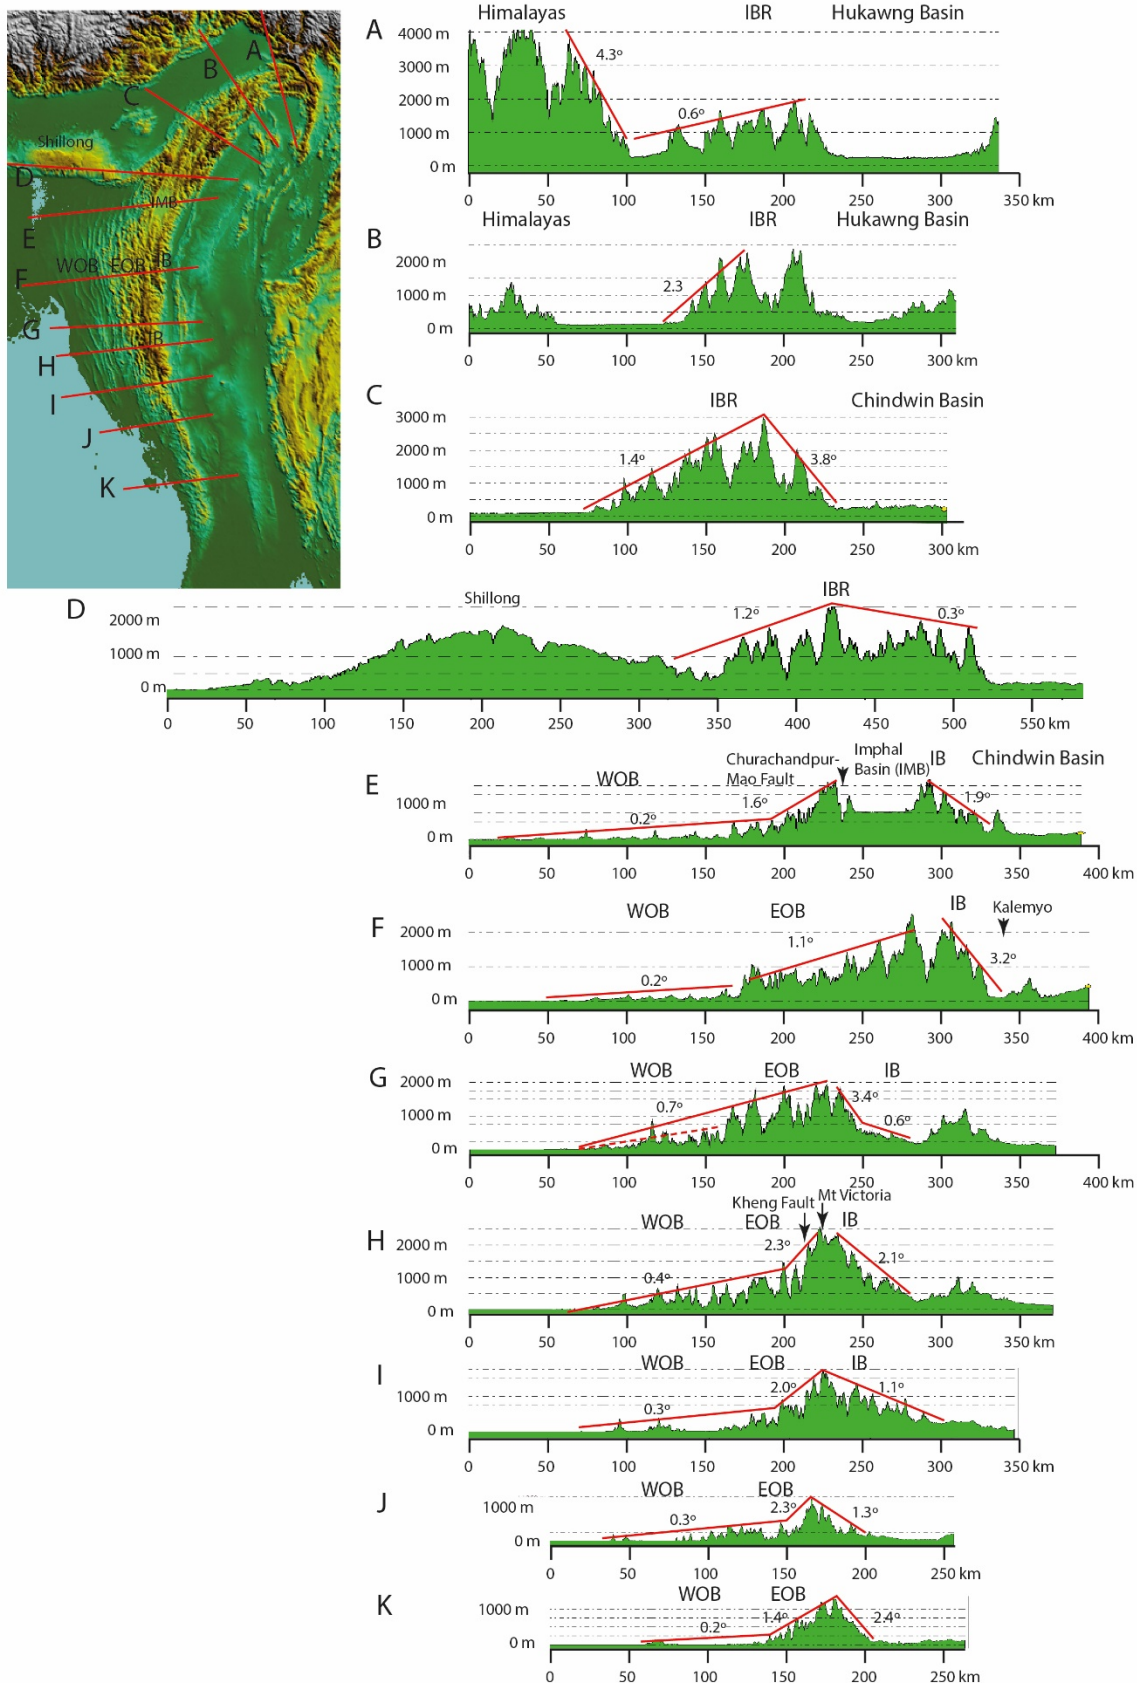 A
B
C
Shillong
D
IMB
E
WOB EOB IB
F
G
IB
H
I
J
K
A
Himalayas IBR Hukawng Basin
4000 m
3000 m
2000 m
1000 m
0 m
4.3°
0.6°
0 50 100 150 200 250 300 350 km
B
Himalayas IBR Hukawng Basin
2000 m
1000 m
0 m
2.3
0 50 100 150 200 250 300 km
C
IBR Chindwin Basin
3000 m
2000 m
1000 m
0 m
1.4°
3.8°
0 50 100 150 200 250 300 km
D
Shillong IBR
2000 m
1000 m
0 m
1.2°
0.3°
0 50 100 150 200 250 300 350 400 450 500 550 km
E
WOB
Churachandpur-
Mao Fault
Imphal
Basin (IMB)
IB Chindwin Basin
1000 m
0 m
0.2°
1.6°
1.9°
0 50 100 150 200 250 300 350 400 km
F
WOB EOB IB Kalemyo
2000 m
1000 m
0 m
0.2°
1.1°
3.2°
0 50 100 150 200 250 300 350 400 km
G
WOB EOB IB
2000 m
1000 m
0 m
0.7°
3.4°
0.6°
0 50 100 150 200 250 300 350 400 km
Kheng Fault Mt Victoria
H
WOB EOB IB
2000 m
1000 m
0 m
0.4°
2.3°
2.1°
0 50 100 150 200 250 300 350 km
I
WOB EOB IB
1000 m
0 m
0.3°
2.0°
1.1°
0 50 100 150 200 250 300 350 km
J
WOB EOB
1000 m
0 m
0.3°
2.3°
1.3°
0 50 100 150 200 250 km
K
WOB EOB
1000 m
0 m
0.2°
1.4°
2.4°
0 50 100 150 200 250 km